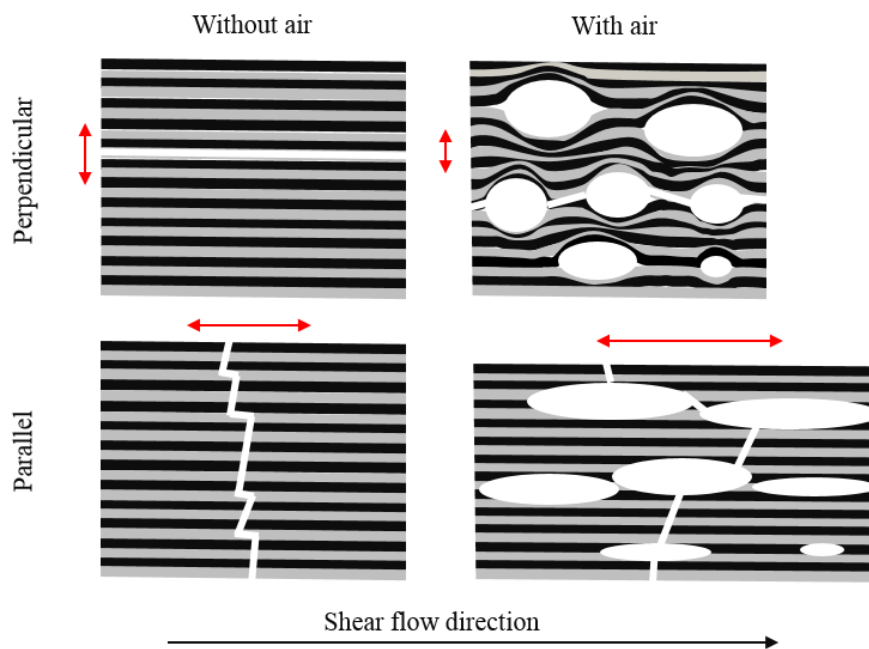 Without air
With air
Perpendicular
Parallel
Shear flow direction